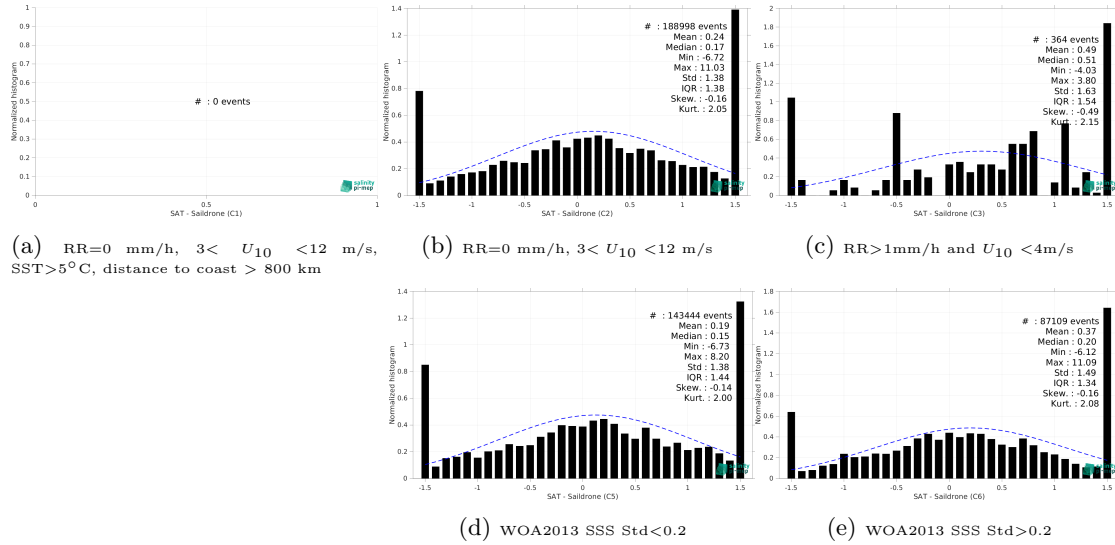 1
0.9
0.8
0.7
0.6
0.5
0.4
0.3
0.2
0.1
0
Normalized histogram
# : 0 events
salinity
pi-mep
0
0.5
1
SAT - Saildrone (C1)
(a) RR=0 mm/h, 3< U10 <12 m/s,
SST>5°C, distance to coast > 800 km
1.4
1.2
1
0.8
0.6
0.4
0.2
0
Normalized histogram
# : 188998 events
Mean : 0.24
Median : 0.17
Min : -6.72
Max : 11.03
Std : 1.38
IQR : 1.38
Skew. : -0.16
Kurt. : 2.05
-1.5
-1
-0.5
0
0.5
1
1.5
SAT - Saildrone (C2)
(b) RR=0 mm/h, 3< U10 <12 m/s
2
1.8
1.6
1.4
1.2
1
0.8
0.6
0.4
0.2
0
Normalized histogram
# : 364 events
Mean : 0.49
Median : 0.51
Min : -4.03
Max : 3.80
Std : 1.63
IQR : 1.54
Skew. : -0.49
Kurt. : 2.15
-1.5
-1
-0.5
0
0.5
1
1.5
SAT - Saildrone (C3)
(c) RR>1mm/h and U10 <4m/s
1.4
1.2
1
0.8
0.6
0.4
0.2
0
Normalized histogram
# : 143444 events
Mean : 0.19
Median : 0.15
Min : -6.73
Max : 8.20
Std : 1.38
IQR : 1.44
Skew. : -0.14
Kurt. : 2.00
-1.5
-1
-0.5
0
0.5
1
1.5
SAT - Saildrone (C5)
(d) WOA2013 SSS Std<0.2
1.8
1.6
1.4
1.2
1
0.8
0.6
0.4
0.2
0
Normalized histogram
# : 87109 events
Mean : 0.37
Median : 0.20
Min : -6.12
Max : 11.09
Std : 1.49
IQR : 1.34
Skew. : -0.16
Kurt. : 2.08
-1.5
-1
-0.5
0
0.5
1
1.5
SAT - Saildrone (C6)
(e) WOA2013 SSS Std>0.2